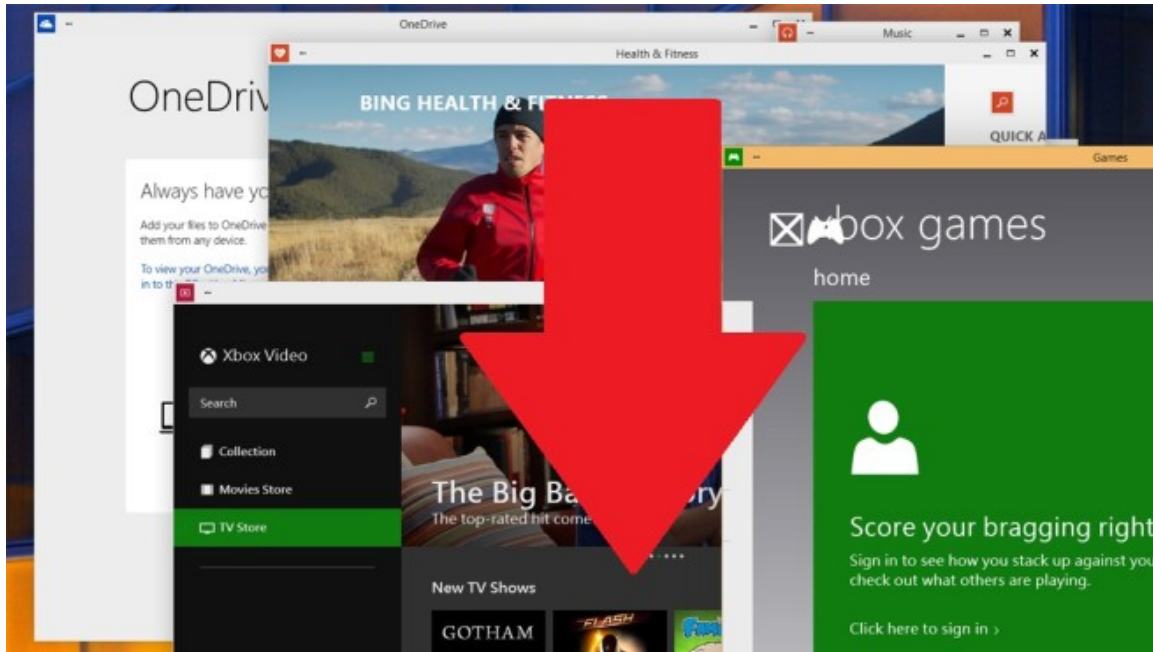 OneDrive
Music
Health & Fitness
OneDriv
BING HEALTH & FITNESS
QUICK A
Games
Always have yo
Add your files to OneDrive
them from any device.
To view your OneDrive, you
xbox games
home
Xbox Video
Search
Collection
Movies Store
TV Store
The Big Ba
ry
The top-rated hit come
New TV Shows
GOTHAM
FLASH
Score your bragging right
Sign in to see how you stack up against you
check out what others are playing.
Click here to sign in >